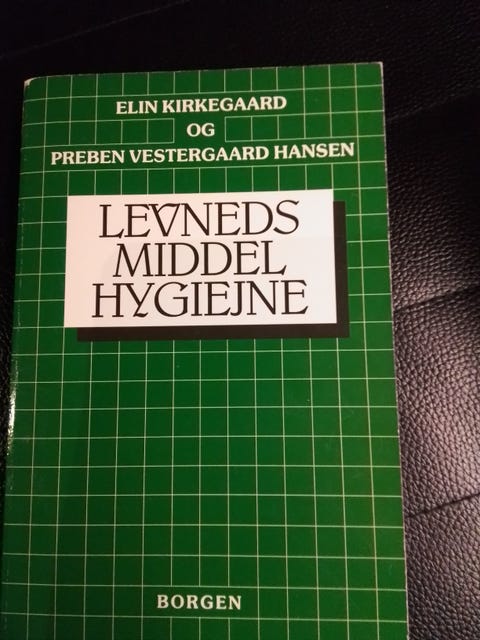 ELIN KIRKEGAARD
OG
PREBEN VESTERGAARD HANSEN
LEVNEDS
MIDDEL
HYGIEJNE
BORGEN